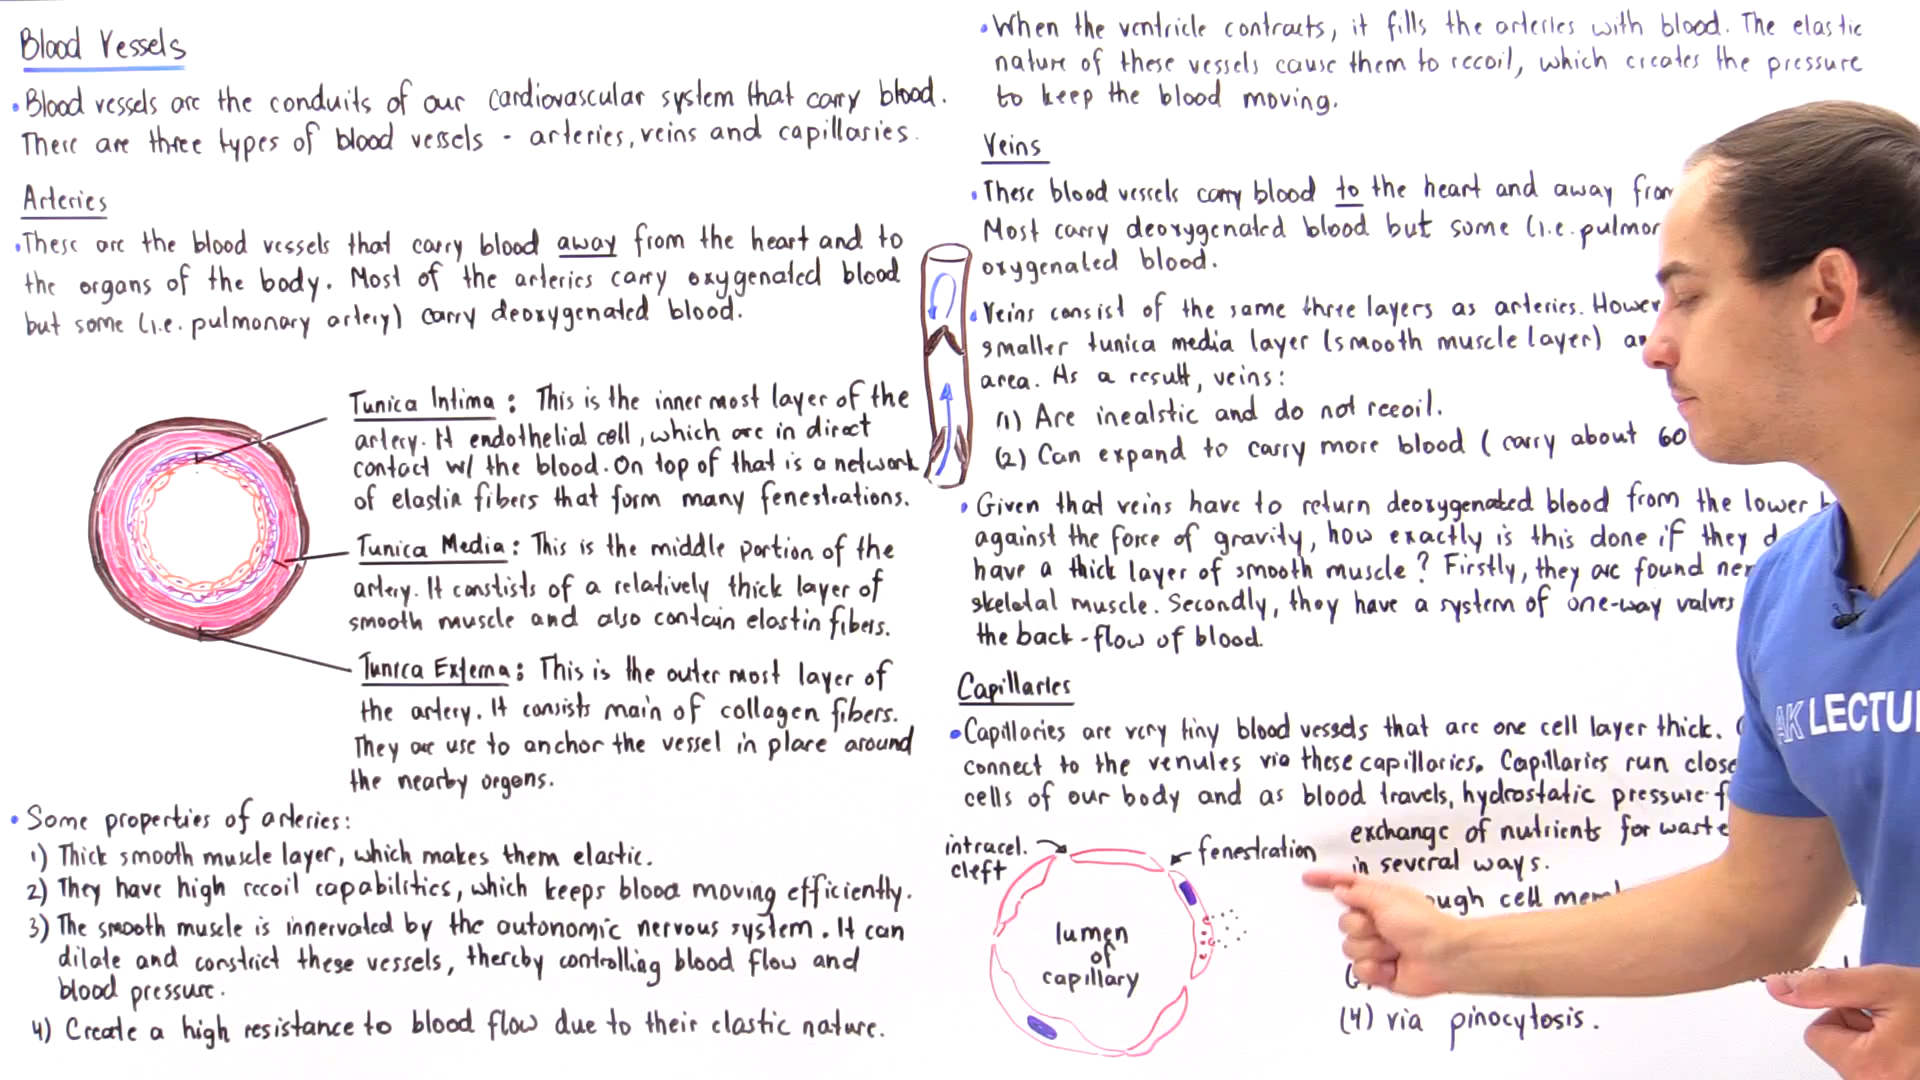 Blood Vessels
• Blood vessels are the conduits of our cardiovascular system that carry blood.
There are three types of blood vessels - arteries, veins and capillaries.
Arteries
• These are the blood vessels that carry blood away from the heart and to
the organs of the body. Most of the arteries carry oxygenated blood
but some (i.e. pulmonary artery) carry deoxygenated blood.
Tunica Intima: This is the inner most layer of the
artery. It endothelial cell, which are in direct
contact w/ the blood. On top of that is a network
of elastin fibers that form many fenestrations.
Tunica Media: This is the middle portion of the
artery. It constists of a relatively thick layer of
smooth muscle and also contain elastin fibers.
Tunica Externa: This is the outer most layer of
the artery. It consists main of collagen fibers.
They are use to anchor the vessel in place around
the nearby organs.
• Some properties of arteries:
1) Thick smooth muscle layer, which makes them elastic.
2) They have high recoil capabilities, which keeps blood moving efficiently.
3) The smooth muscle is innervated by the autonomic nervous system. It can
dilate and constrict these vessels, thereby controlling blood flow and
blood pressure.
4) Create a high resistance to blood flow due to their elastic nature.
• When the ventricle contracts, it fills the arteries with blood. The elastic
nature of these vessels cause them to recoil, which creates the pressure
to keep the blood moving.
Veins
• These blood vessels carry blood to the heart and away
Most carry deoxygenated blood but some (i.e.
oxygenated blood.
• Veins consist of the same three layers as arteries.
smaller tunica media layer (smooth muscle layer)
area. As a result, veins:
(1) Are inealstic and do not recoil.
(2) Can expand to carry more blood (carry about 60
• Given that veins have to return deoxygenated blood from the lower
against the force of gravity, how exactly is this done if they
have a thick layer of smooth muscle? Firstly, they are found
skeletal muscle. Secondly, they have a system of one-way valves
the back-flow of blood.
Capillaries
• Capillaries are very tiny blood vessels that are one cell layer thick.
connect to the venules via these capillaries. Capillaries run close
cells of our body and as blood travels, hydrostatic pressure
exchange of nutrients for waste
in several ways.
cell
(4) via pinocytosis.
intracel.
cleft
fenestration
lumen
of
capillary
AK LECTU